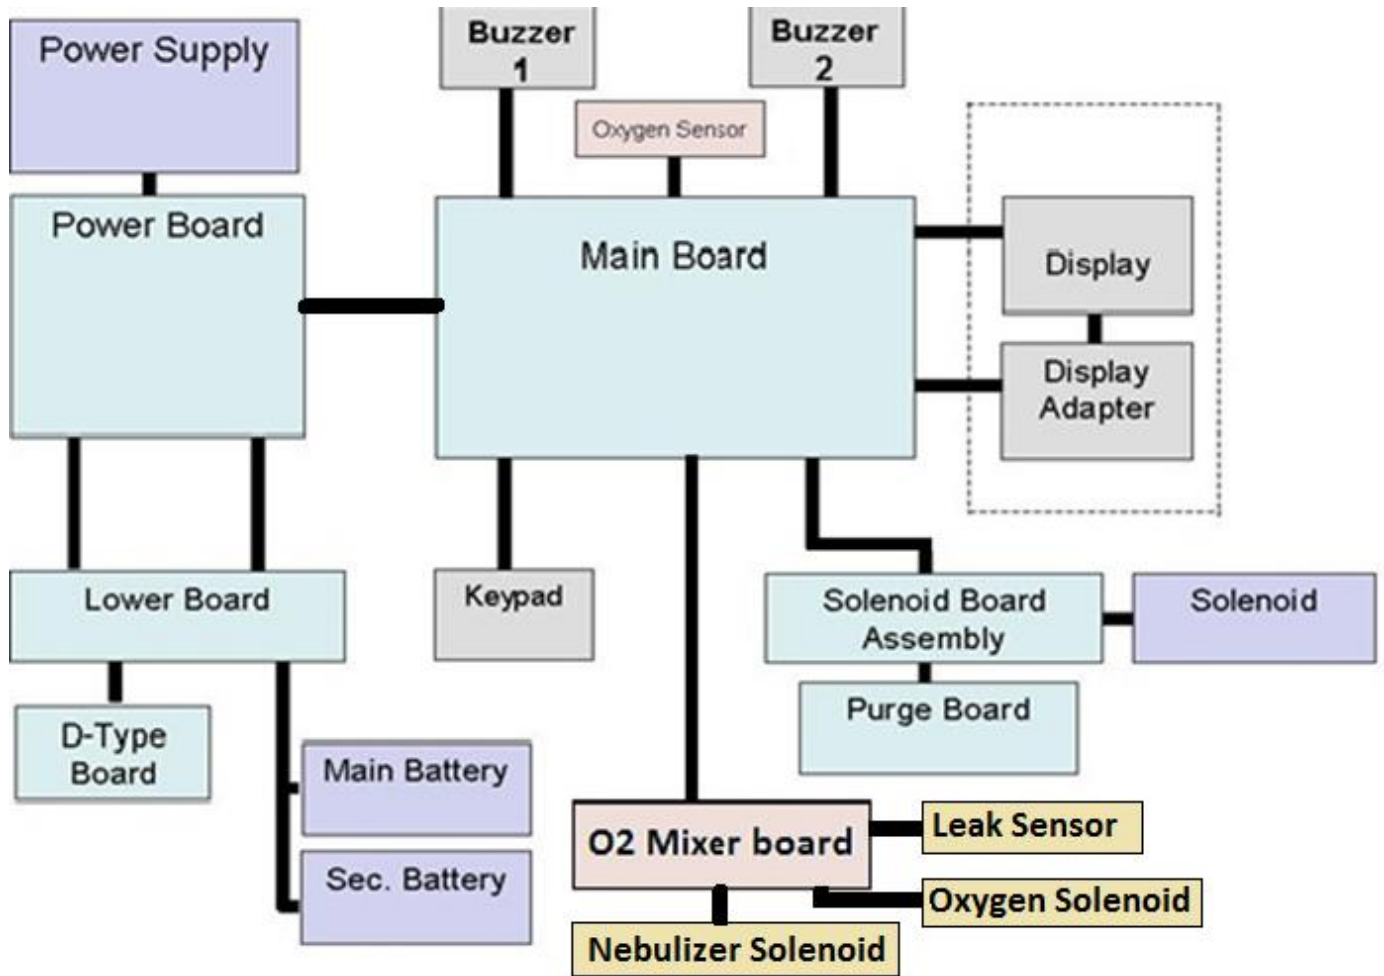 Power Supply
Buzzer
1
Buzzer
2
Oxygen Sensor
Power Board
Main Board
Display
Display
Adapter
Lower Board
Keypad
Solenoid Board
Assembly
Solenoid
Purge Board
D-Type
Board
Main Battery
Sec. Battery
O2 Mixer board
Leak Sensor
Oxygen Solenoid
Nebulizer Solenoid